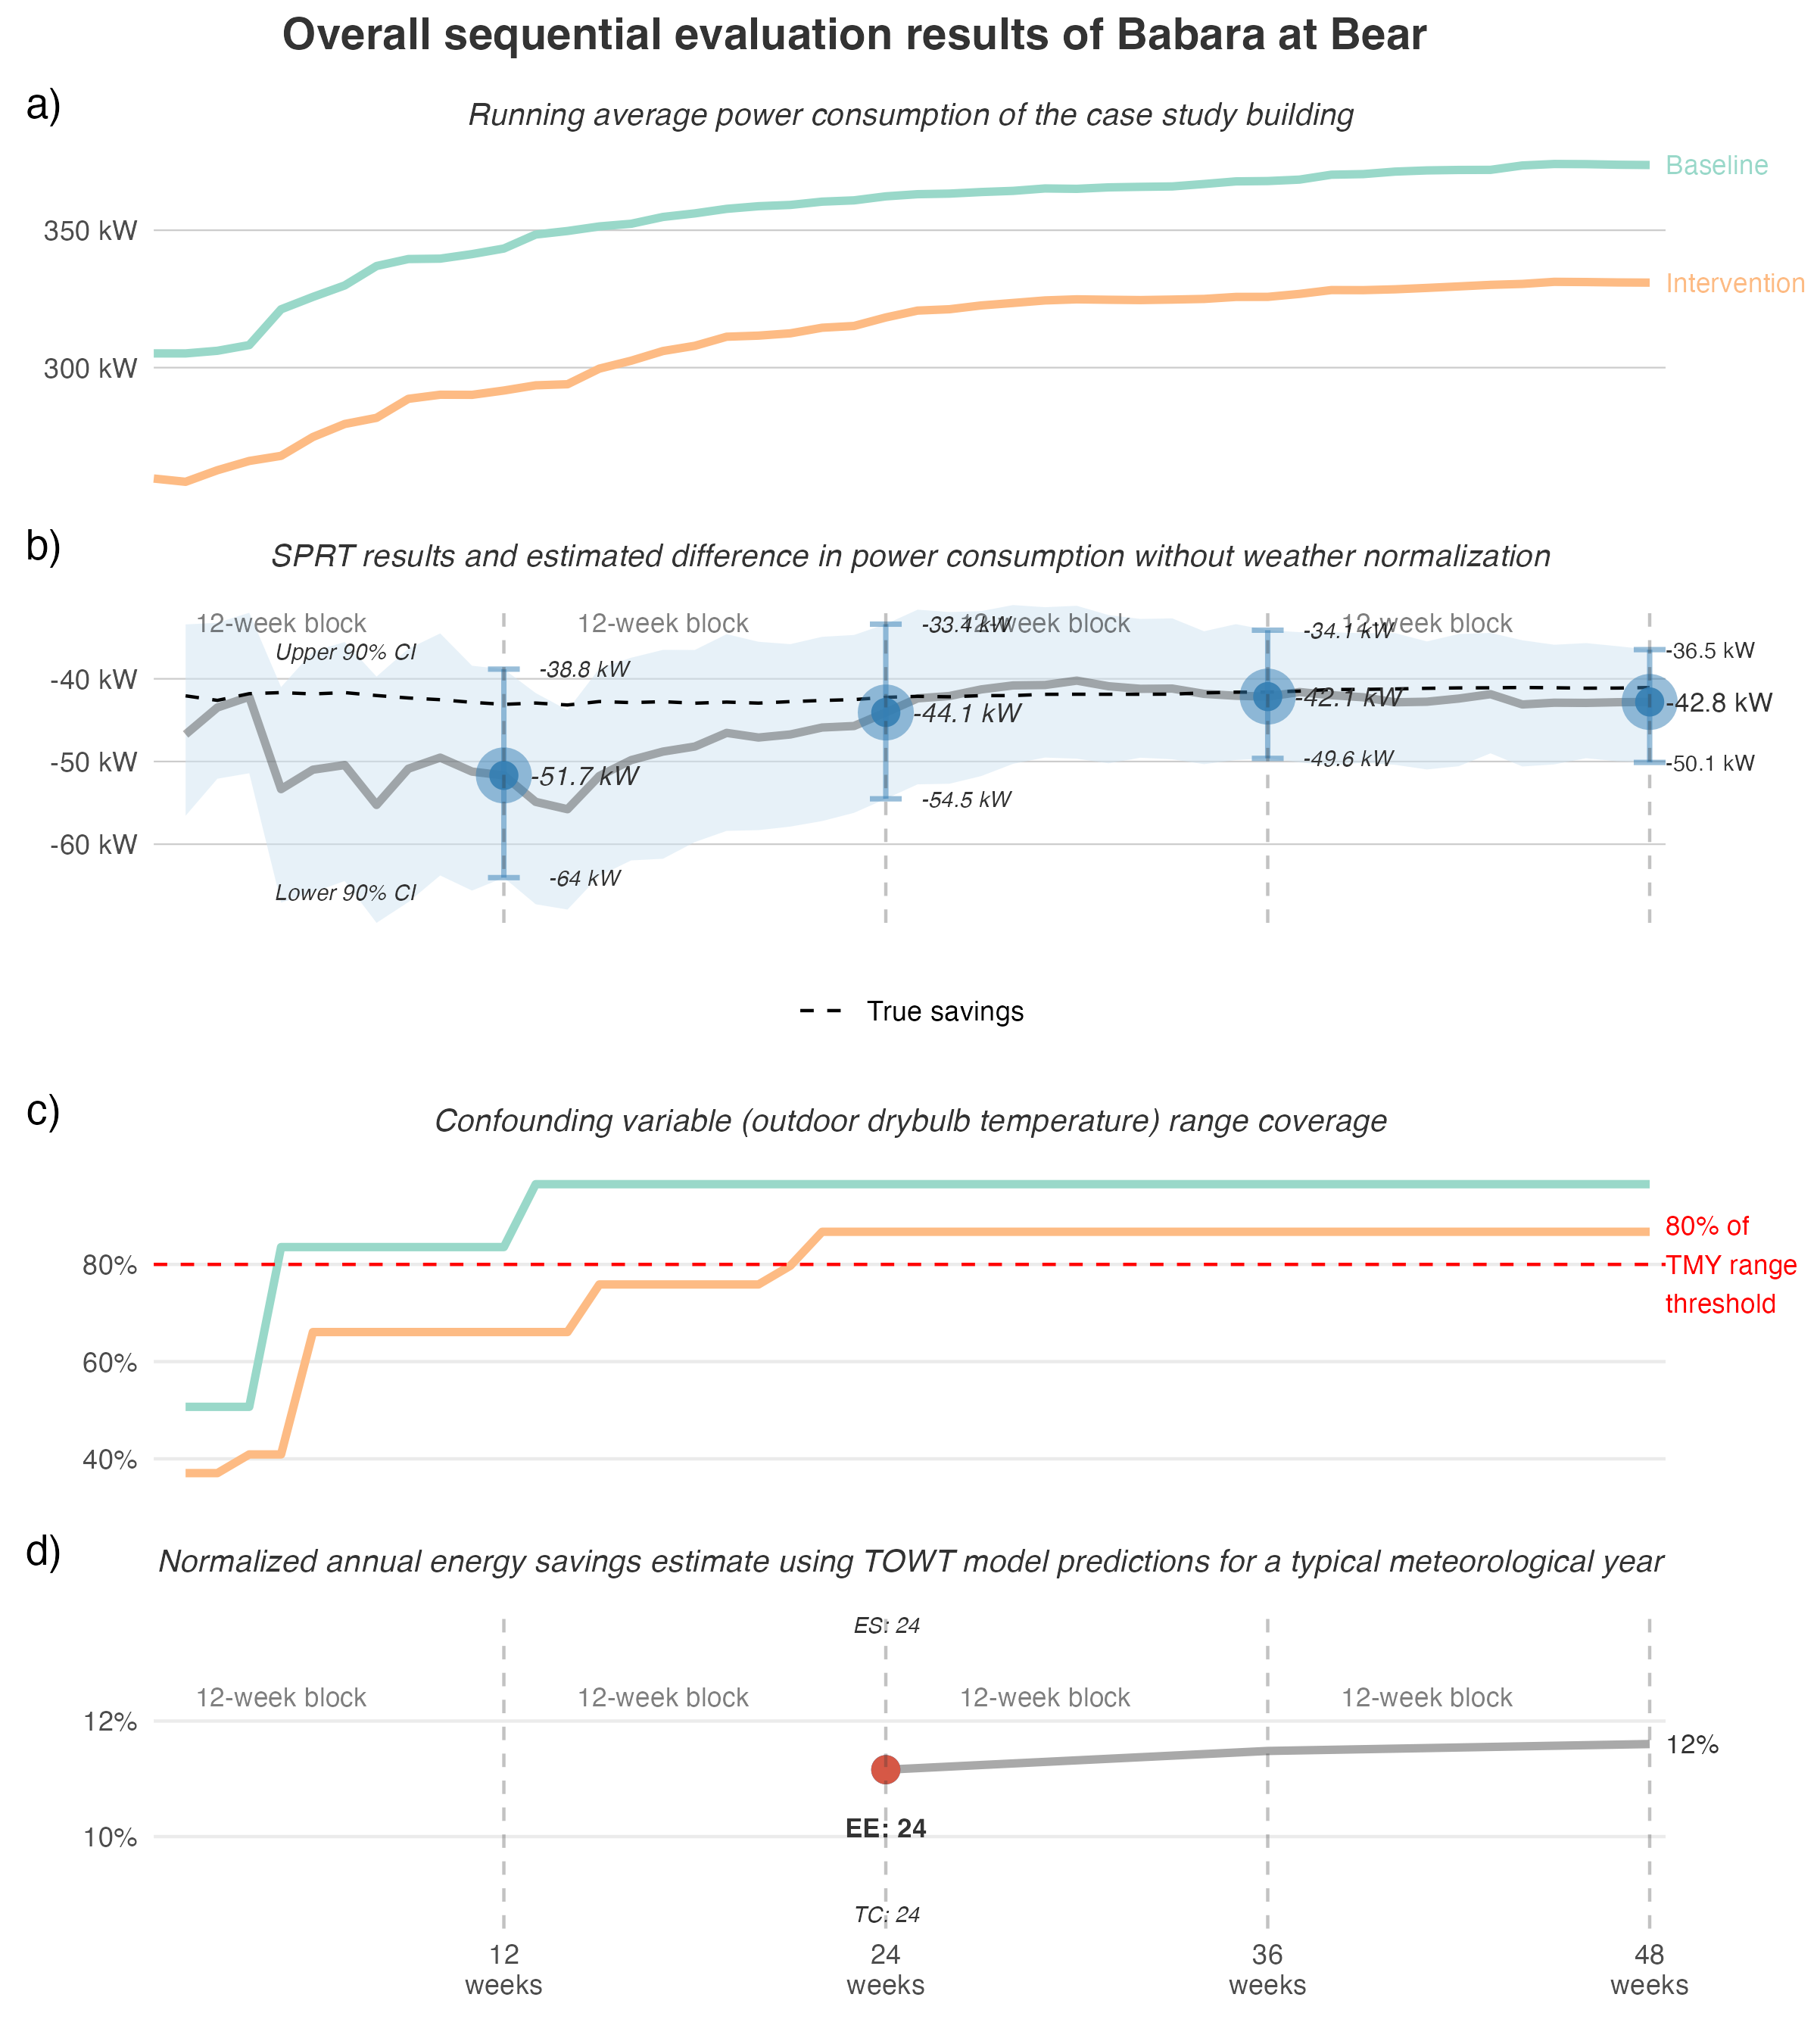 Overall sequential evaluation results of Babara at Bear
a)
Running average power consumption of the case study building
Baseline
350 kW
Intervention
300 kW
b)
SPRT results and estimated difference in power consumption without weather normalization
12-week block
12-week block
12-week block
12-week block
-33.4 kW
-34.1 kW
Upper 90% CI
-36.5 kW
-38.8 kW
-40 kW
-44.1 kW
-42.1 kW
-42.8 kW
-50 kW
-51.7 kW
-49.6 kW
-50.1 kW
-54.5 kW
-60 kW
-64 kW
Lower 90% CI
True savings
c)
Confounding variable (outdoor drybulb temperature) range coverage
80% of
TMY range
threshold
80%
60%
40%
d)
Normalized annual energy savings estimate using TOWT model predictions for a typical meteorological year
ES: 24
12-week block
12-week block
12-week block
12-week block
12%
12%
EE: 24
10%
TC: 24
12
weeks
24
weeks
36
weeks
48
weeks